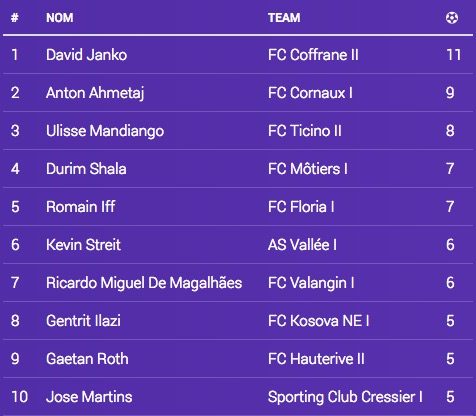 # NOM TEAM
1 David Janko FC Coffrane II 11
2 Anton Ahmetaj FC Cornaux I 9
3 Ulisse Mandiango FC Ticino II 8
4 Durim Shala FC Môtiers I 7
5 Romain Iff FC Floria I 7
6 Kevin Streit AS Vallée I 6
7 Ricardo Miguel De Magalhães FC Valangin I 6
8 Gentrit Ilazi FC Kosova NE I 5
9 Gaetan Roth FC Hauterive II 5
10 Jose Martins Sporting Club Cressier I 5